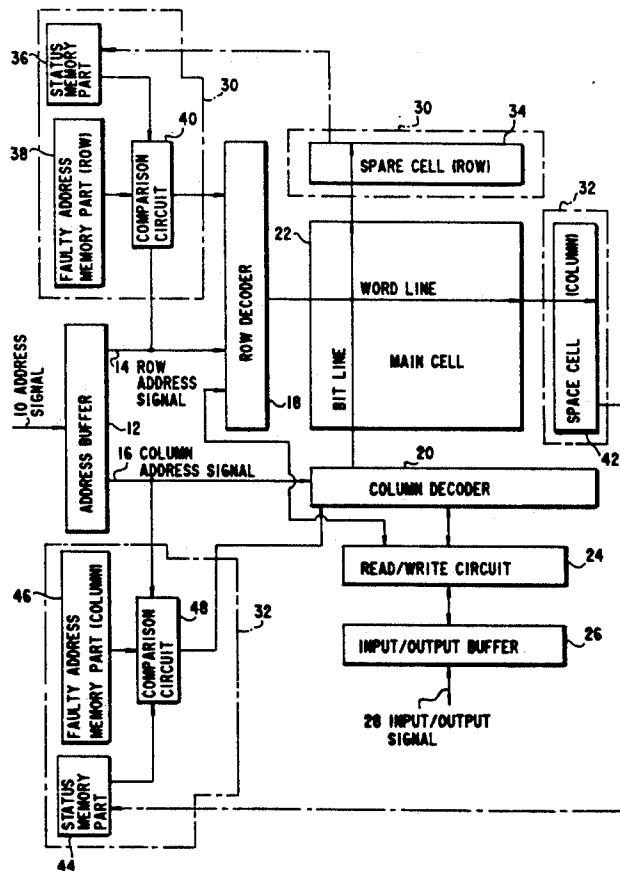 36
STATUS
MEMORY
PART
30
38
FAULTY ADDRESS
MEMORY PART (ROW)
40
COMPARISON
CIRCUIT
ROW DECODER
18
30
34
SPARE CELL (ROW)
22
WORD LINE
BIT LINE
MAIN CELL
32
SPACE CELL (COLUMN)
42
10 ADDRESS
SIGNAL
ADDRESS BUFFER
12
14 ROW
ADDRESS
SIGNAL
16 COLUMN
ADDRESS SIGNAL
20
COLUMN DECODER
READ/WRITE CIRCUIT
24
INPUT/OUTPUT BUFFER
26
28 INPUT/OUTPUT
SIGNAL
46
FAULTY ADDRESS
MEMORY PART (COLUMN)
48
COMPARISON
CIRCUIT
32
STATUS
MEMORY
PART
44